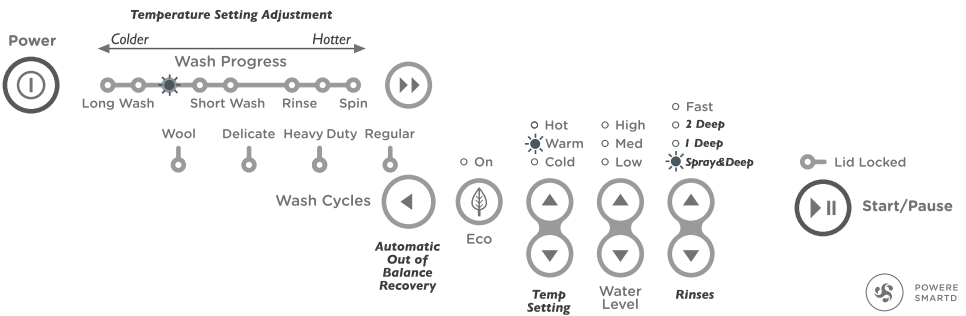 Temperature Setting Adjustment
Power
Colder Hotter
Wash Progress
Long Wash Short Wash Rinse Spin
Wool Delicate Heavy Duty Regular
On
Hot
Warm
Cold
High
Med
Low
Fast
2 Deep
1 Deep
Spray&Deep
Lid Locked
Wash Cycles
Eco
Start/Pause
Automatic
Out of
Balance
Recovery
Temp
Setting
Water
Level
Rinses
POWERE
SMARTD